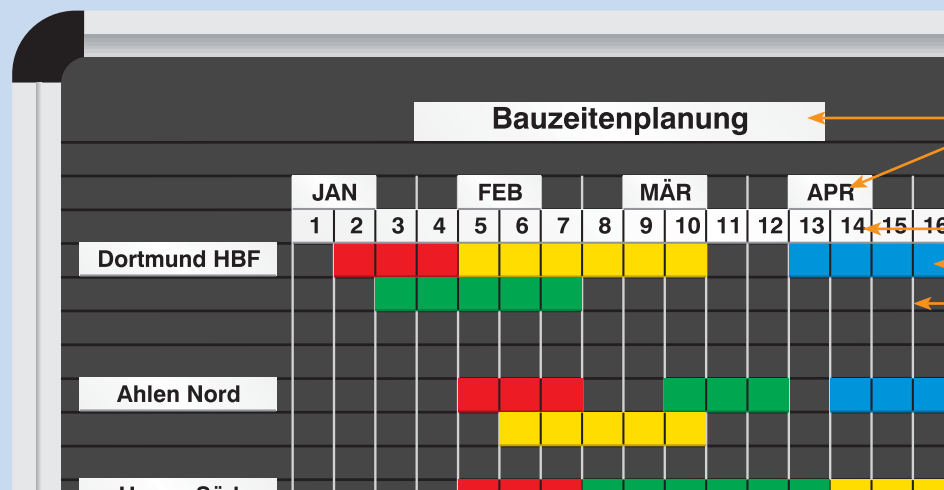 Bauzeitenplanung
JAN FEB MÄR APR
1 2 3 4 5 6 7 8 9 10 11 12 13 14 15 16
Dortmund HBF
Ahlen Nord